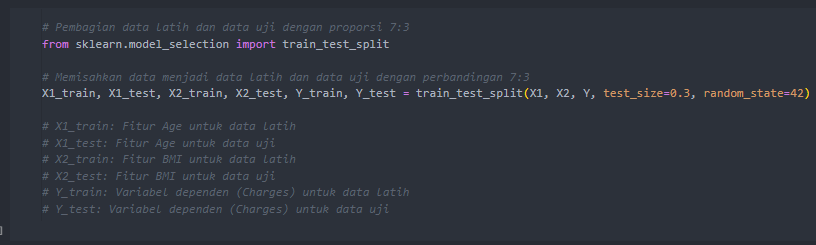 # Pembagian data latih dan data uji dengan proporsi 7:3
from sklearn.model_selection import train_test_split
# Memisahkan data menjadi data latih dan data uji dengan perbandingan 7:3
X1_train, X1_test, X2_train, X2_test, Y_train, Y_test = train_test_split(X1, X2, Y, test_size=0.3, random_state=42)
# X1_train: Fitur Age untuk data latih
# X1_test: Fitur Age untuk data uji
# X2_train: Fitur BMI untuk data latih
# X2_test: Fitur BMI untuk data uji
# Y_train: Variabel dependen (Charges) untuk data latih
# Y_test: Variabel dependen (Charges) untuk data uji
]